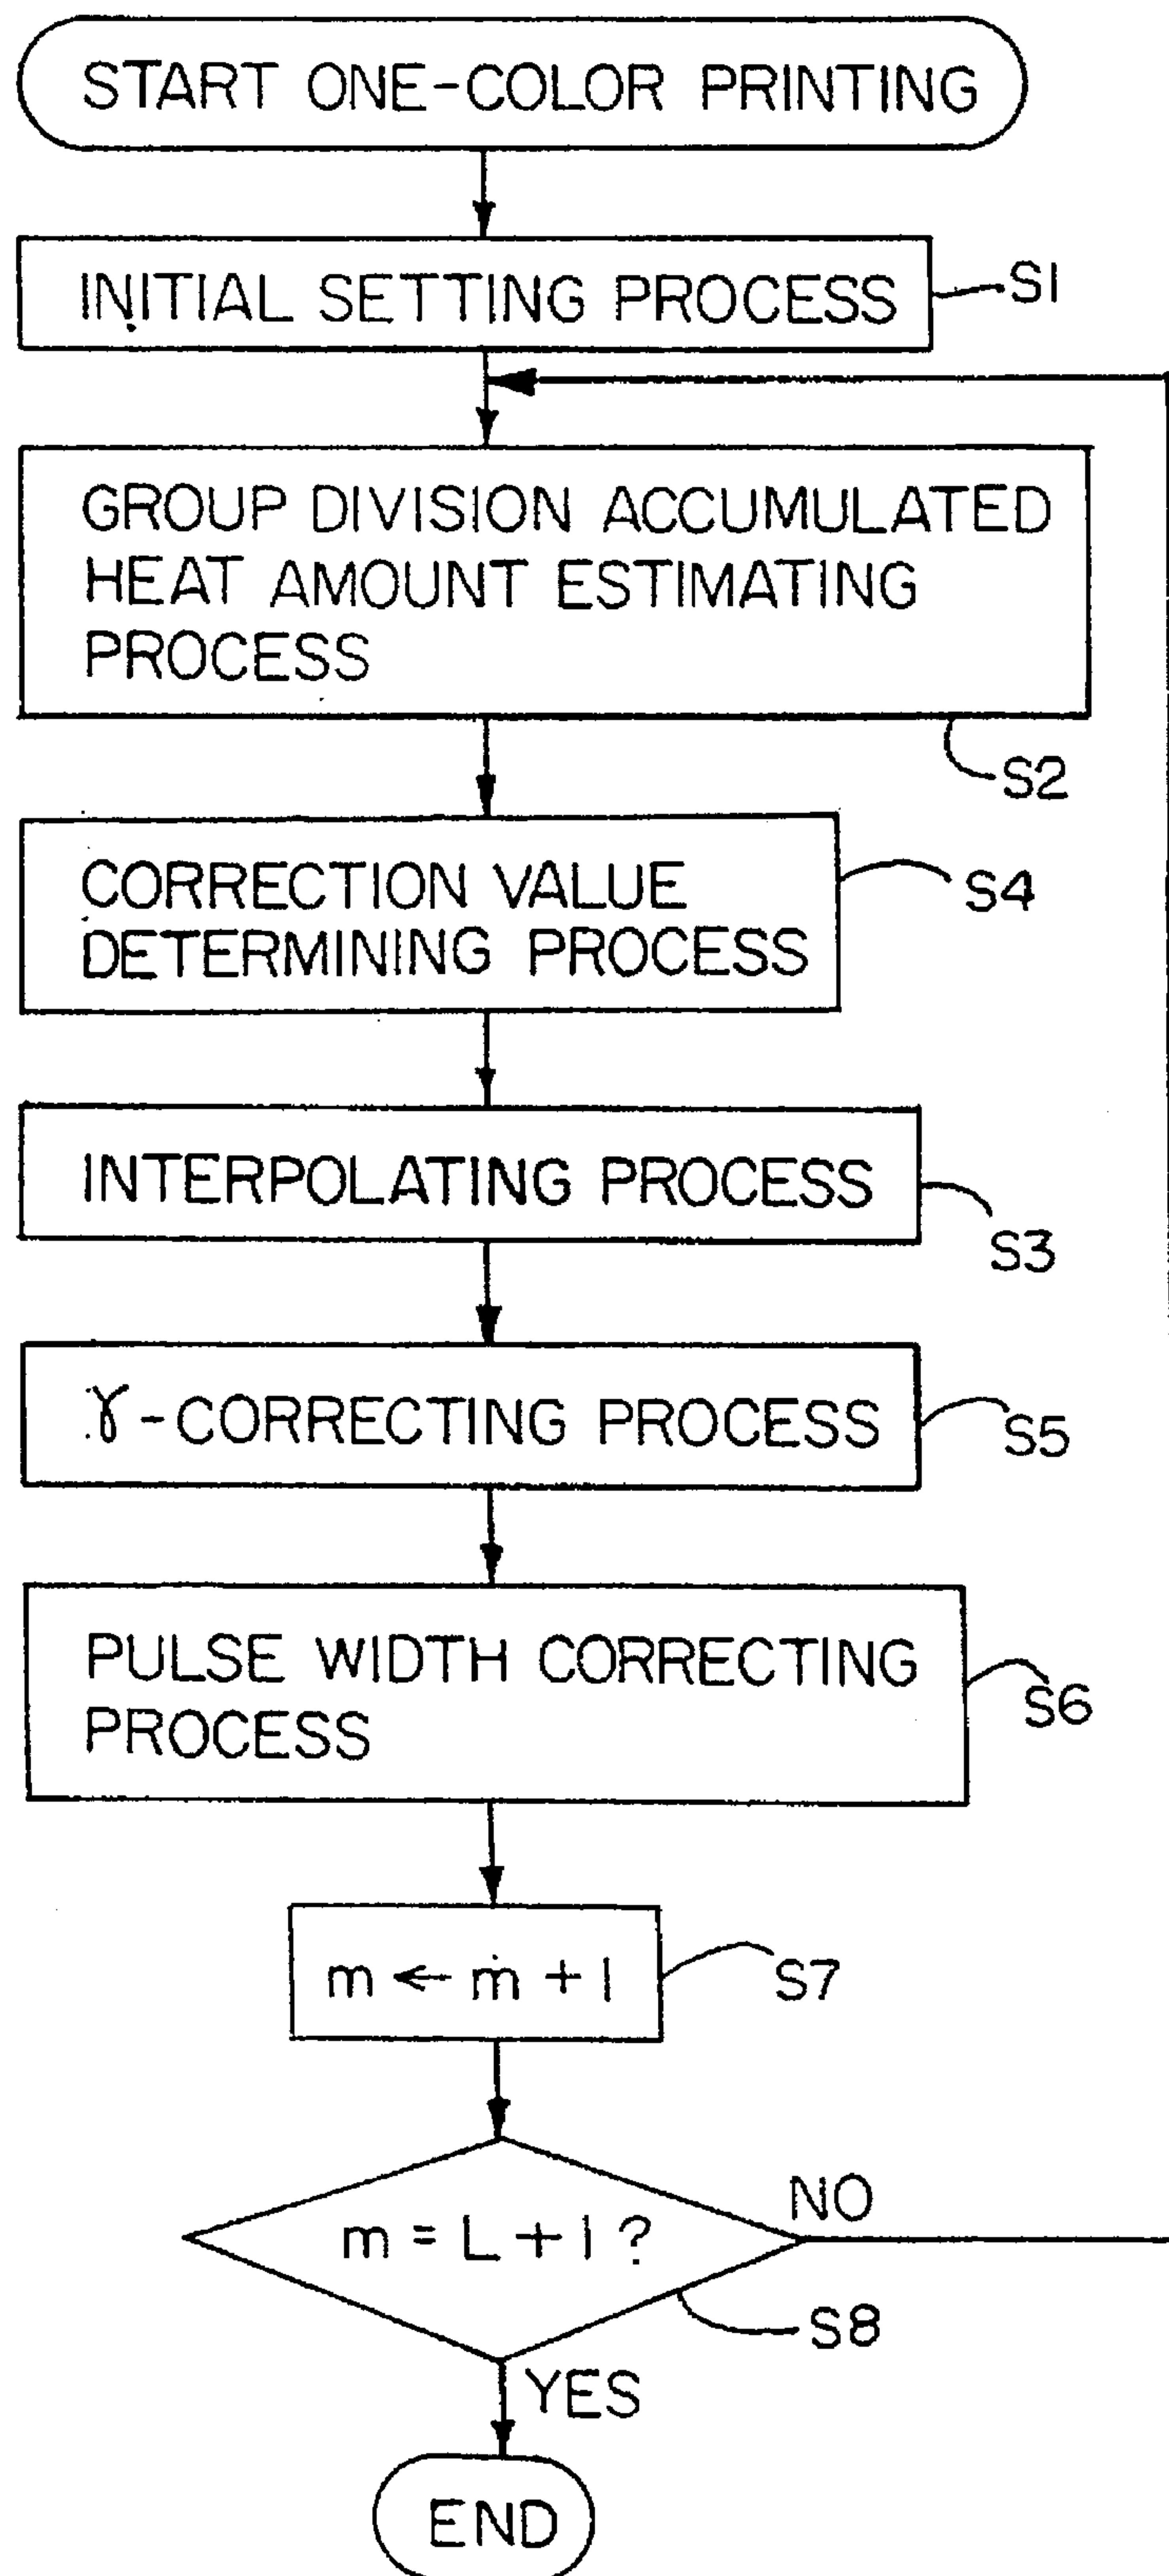 START ONE-COLOR PRINTING
INITIAL SETTING PROCESS
S1
GROUP DIVISION ACCUMULATED
HEAT AMOUNT ESTIMATING
PROCESS
S2
CORRECTION VALUE
DETERMINING PROCESS
S4
INTERPOLATING PROCESS
S3
γ-CORRECTING PROCESS
S5
PULSE WIDTH CORRECTING
PROCESS
S6
m ← m + 1
S7
m = L + 1 ?
NO
S8
YES
END